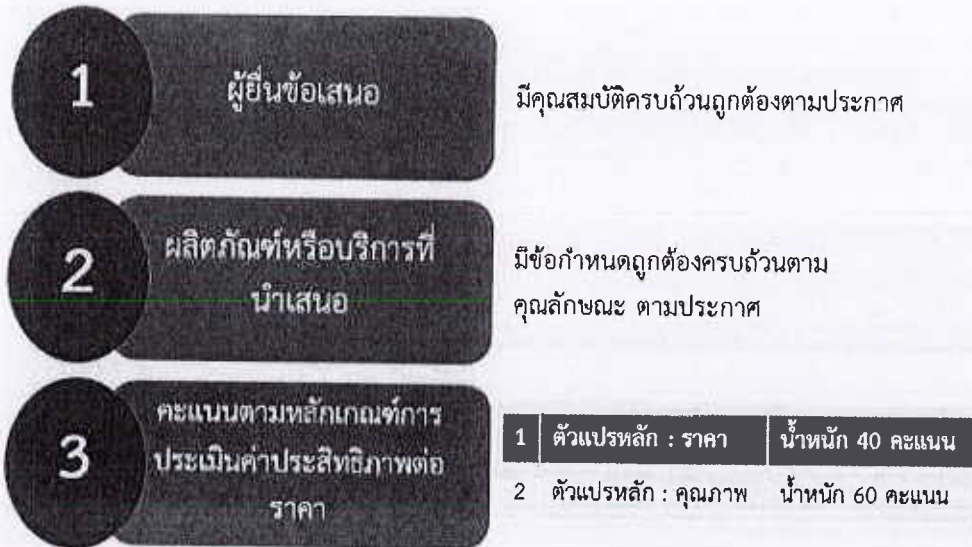 1
ผู้ยื่นข้อเสนอ
มีคุณสมบัติครบถ้วนถูกต้องตามประกาศ
2
ผลิตภัณฑ์หรือบริการที่
นำเสนอ
มีข้อกำหนดถูกต้องครบถ้วนตาม
คุณลักษณะ ตามประกาศ
3
คะแนนตามหลักเกณฑ์การ
ประเมินค่าประสิทธิภาพต่อ
ราคา
1 ตัวแปรหลัก : ราคา น้ำหนัก 40 คะแนน
2 ตัวแปรหลัก : คุณภาพ น้ำหนัก 60 คะแนน